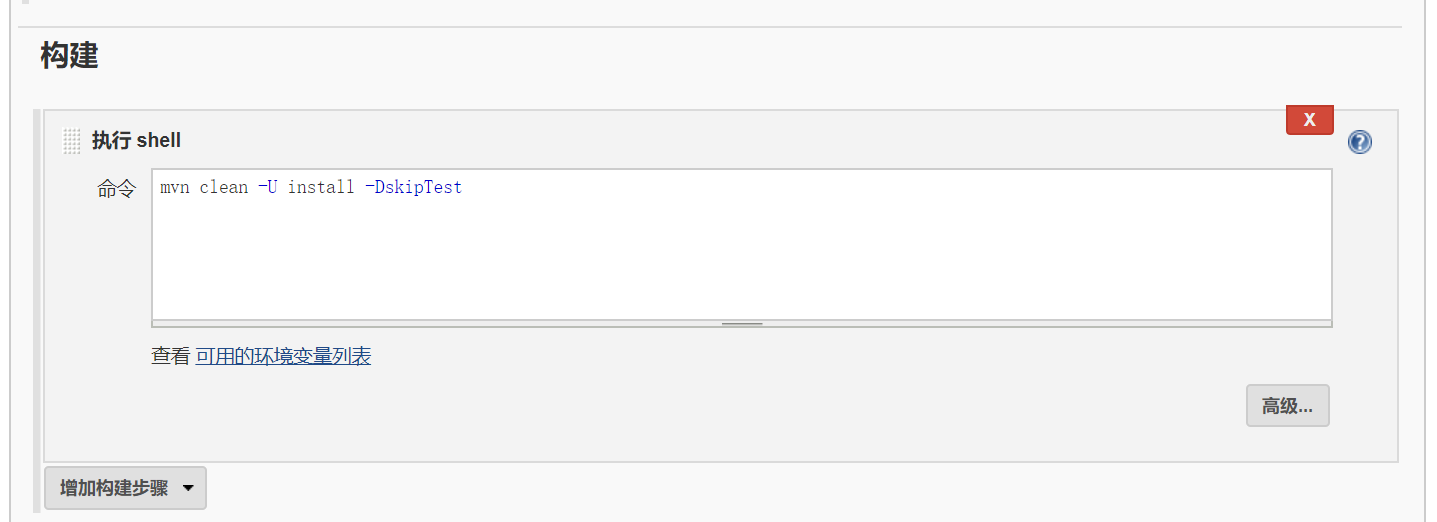 构建
执行 shell
X
命令
mvn clean -U install -DskipTest
查看 可用的环境变量列表
高级...
增加构建步骤